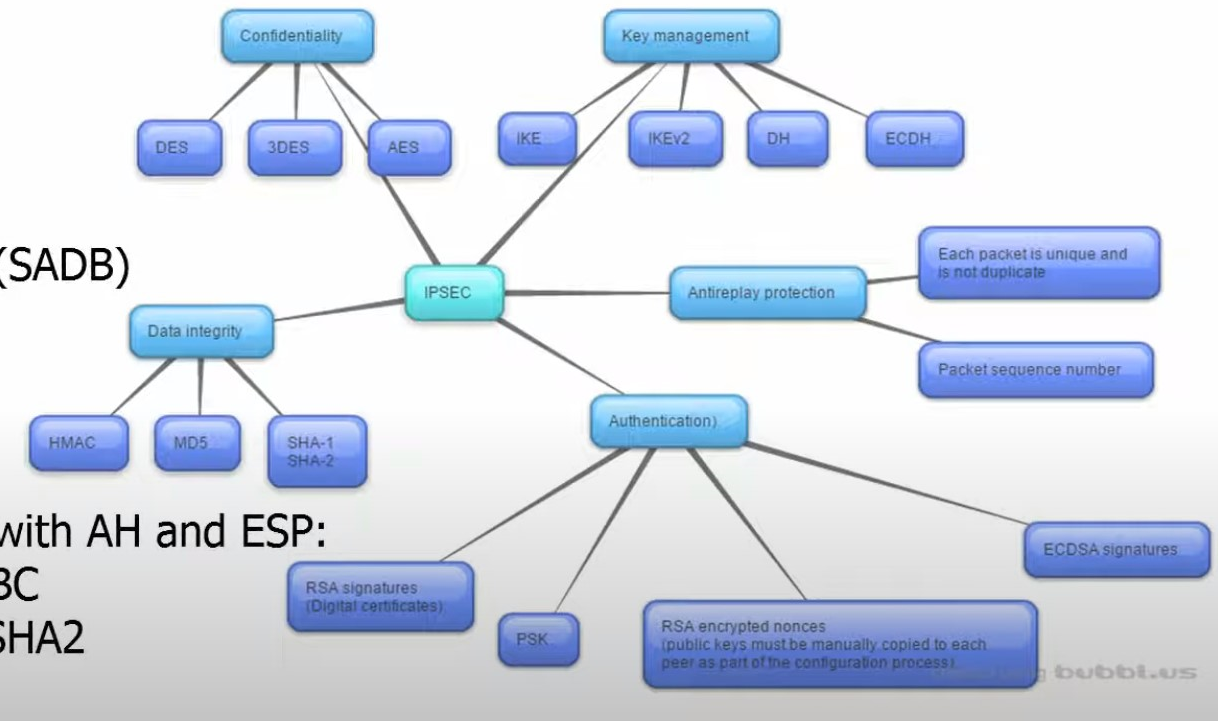 Confidentiality
Key management
DES
3DES
AES
IKE
IKEv2
DH
ECDH
(SADB)
IPSEC
Antireplay protection
Each packet is unique and
is not duplicate
Data integrity
Packet sequence number
Authentication)
HMAC
MD5
SHA-1
SHA-2
with AH and ESP:
BC
SHA2
ECDSA signatures
RSA signatures
(Digital certificates)
PSK
RSA encrypted nonces
(public keys must be manually copied to each
peer as part of the configuration process)
bubbl.us